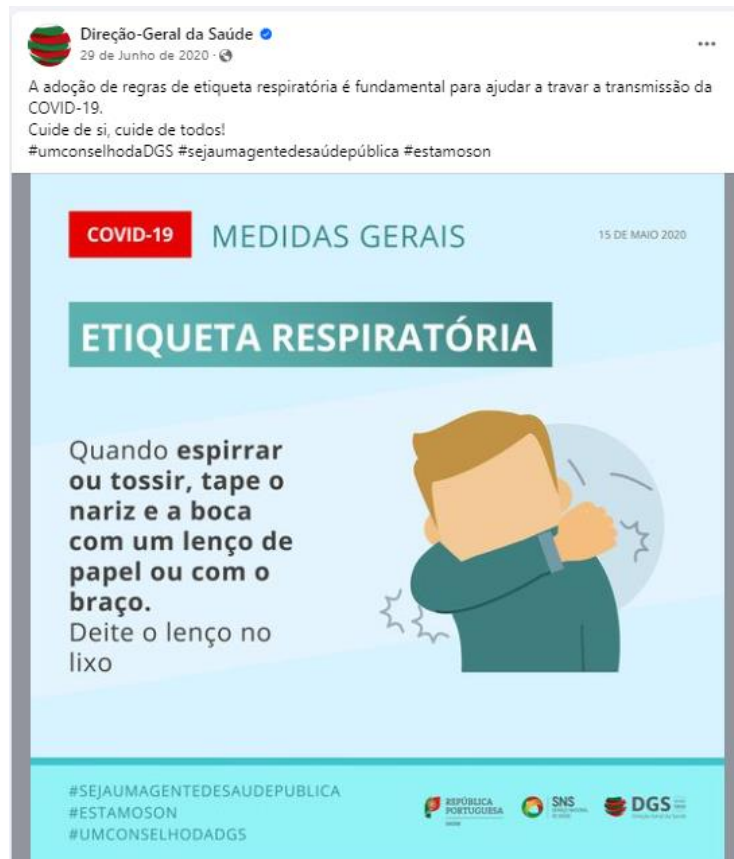 Direção-Geral da Saúde
29 de Junho de 2020 ·
A adoção de regras de etiqueta respiratória é fundamental para ajudar a travar a transmissão da
COVID-19.
Cuide de si, cuide de todos!
#umconselhodaDGS #sejaumagentedesaúdepública #estamoson
COVID-19 MEDIDAS GERAIS 15 DE MAIO 2020
ETIQUETA RESPIRATÓRIA
Quando espirrar
ou tossir, tape o
nariz e a boca
com um lenço de
papel ou com o
braço.
Deite o lenço no
lixo
#SEJAUMAGENTEDESAUDEPUBLICA
#ESTAMOSON
#UMCONSELHODADGS
REPÚBLICA
PORTUGUESA
SNS
DGS